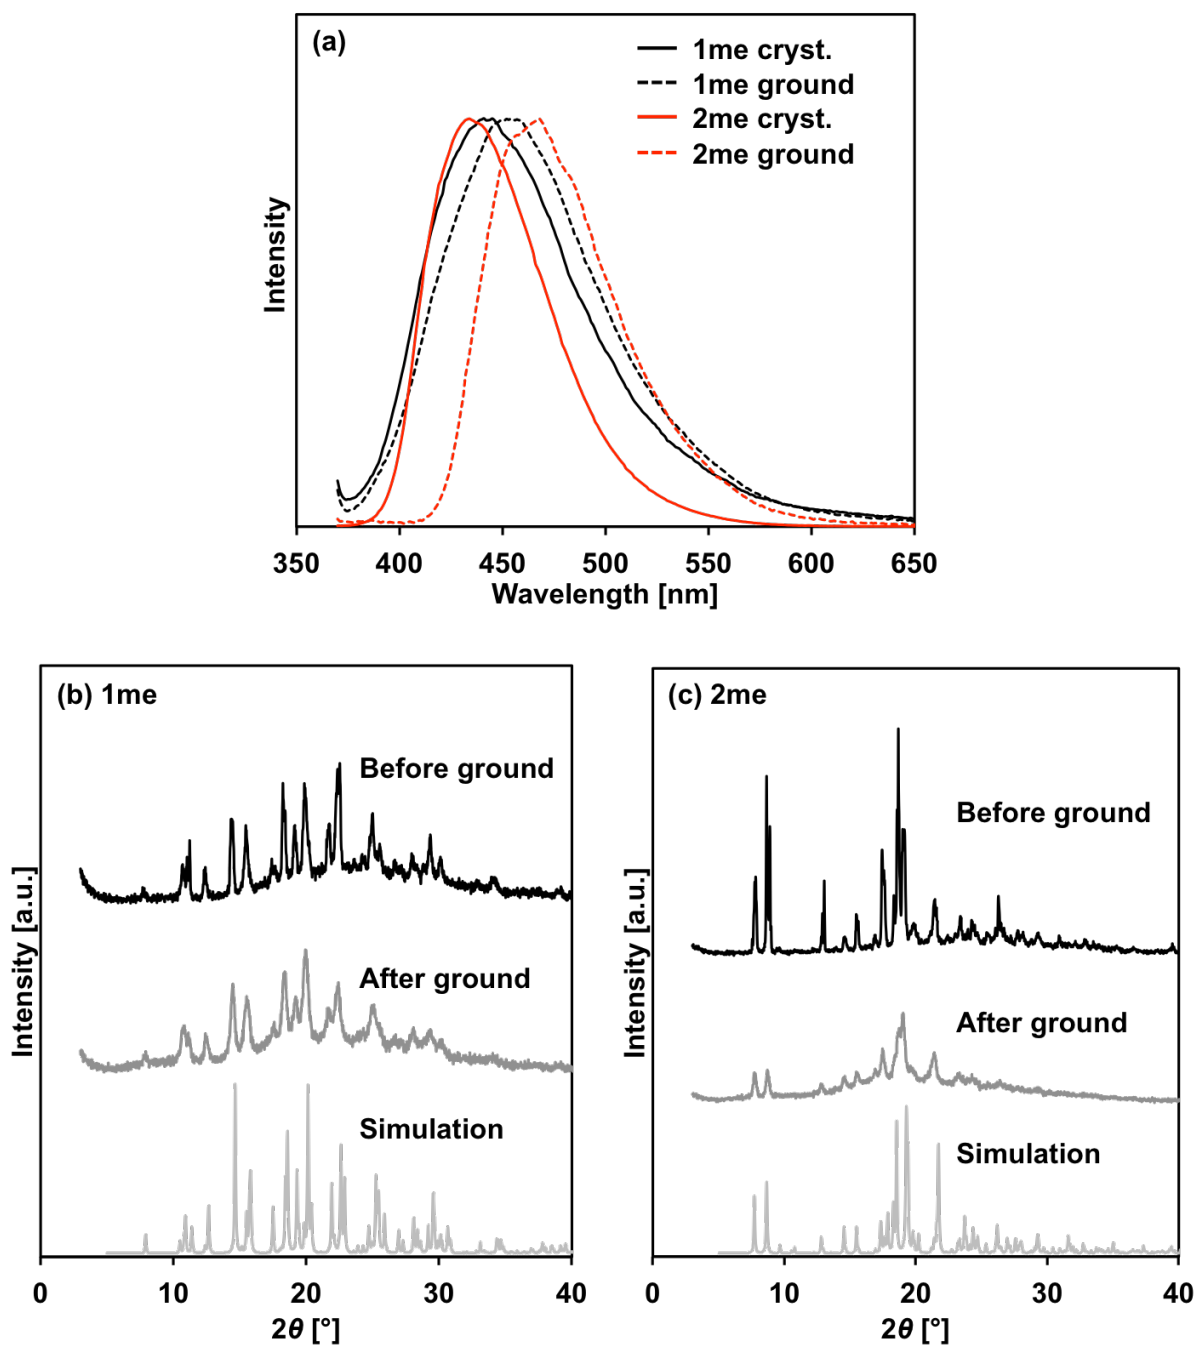 (a)
1me cryst.
1me ground
2me cryst.
2me ground
Intensity
350 400 450 500 550 600 650
Wavelength [nm]
(b) 1me
Before ground
After ground
Simulation
Intensity [a.u.]
0 10 20 30 40
2θ [°]
(c) 2me
Before ground
After ground
Simulation
Intensity [a.u.]
0 10 20 30 40
2θ [°]